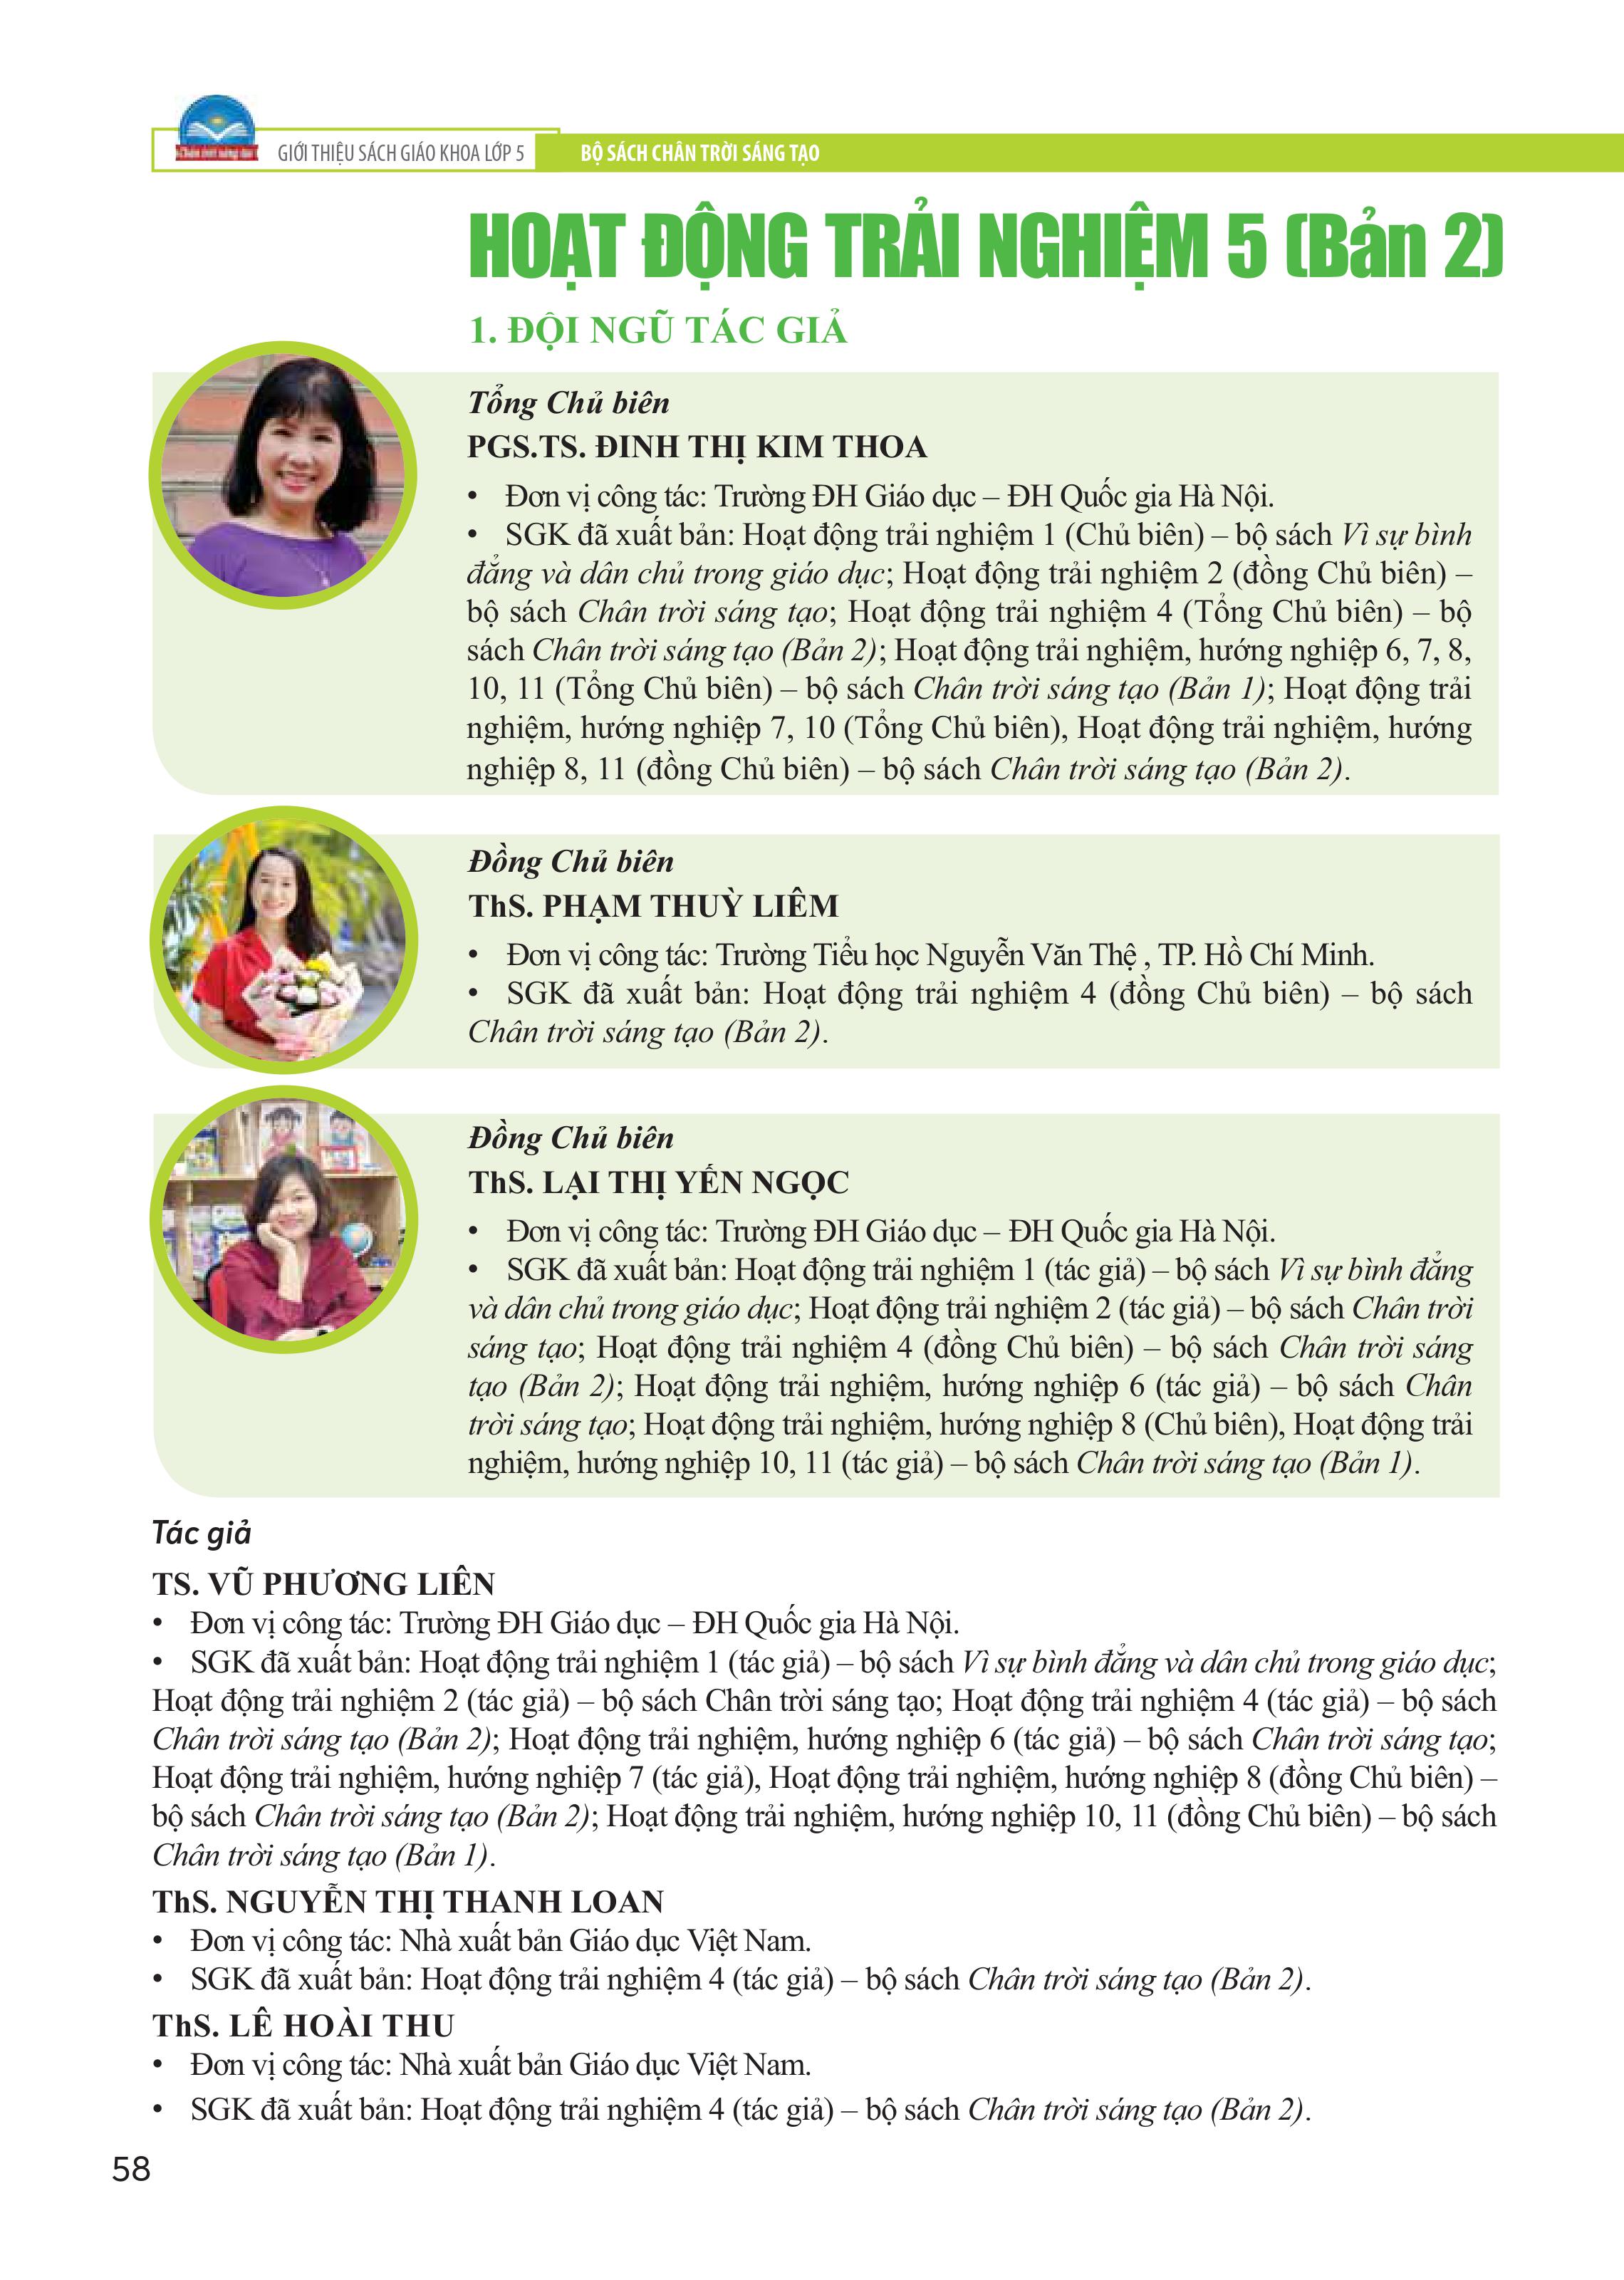 GIỚI THIỆU SÁCH GIÁO KHOA LỚP 5
BỘ SÁCH CHÂN TRỜI SÁNG TẠO
HOẠT ĐỘNG TRẢI NGHIỆM 5 (Bản 2)
1. ĐỘI NGŨ TÁC GIẢ
Tổng Chủ biên
PGS.TS. ĐINH THỊ KIM THOA
• Đơn vị công tác: Trường ĐH Giáo dục – ĐH Quốc gia Hà Nội.
• SGK đã xuất bản: Hoạt động trải nghiệm 1 (Chủ biên) – bộ sách Vì sự bình
đẳng và dân chủ trong giáo dục; Hoạt động trải nghiệm 2 (đồng Chủ biên) –
bộ sách Chân trời sáng tạo; Hoạt động trải nghiệm 4 (Tổng Chủ biên) – bộ
sách Chân trời sáng tạo (Bản 2); Hoạt động trải nghiệm, hướng nghiệp 6, 7, 8,
10, 11 (Tổng Chủ biên) – bộ sách Chân trời sáng tạo (Bản 1); Hoạt động trải
nghiệm, hướng nghiệp 7, 10 (Tổng Chủ biên), Hoạt động trải nghiệm, hướng
nghiệp 8, 11 (đồng Chủ biên) – bộ sách Chân trời sáng tạo (Bản 2).
Đồng Chủ biên
ThS. PHẠM THUỲ LIÊM
• Đơn vị công tác: Trường Tiểu học Nguyễn Văn Thệ , TP. Hồ Chí Minh.
• SGK đã xuất bản: Hoạt động trải nghiệm 4 (đồng Chủ biên) – bộ sách
Chân trời sáng tạo (Bản 2).
Đồng Chủ biên
ThS. LẠI THỊ YẾN NGỌC
• Đơn vị công tác: Trường ĐH Giáo dục – ĐH Quốc gia Hà Nội.
• SGK đã xuất bản: Hoạt động trải nghiệm 1 (tác giả) – bộ sách Vì sự bình đẳng
và dân chủ trong giáo dục; Hoạt động trải nghiệm 2 (tác giả) – bộ sách Chân trời
sáng tạo; Hoạt động trải nghiệm 4 (đồng Chủ biên) – bộ sách Chân trời sáng
tạo (Bản 2); Hoạt động trải nghiệm, hướng nghiệp 6 (tác giả) – bộ sách Chân
trời sáng tạo; Hoạt động trải nghiệm, hướng nghiệp 8 (Chủ biên), Hoạt động trải
nghiệm, hướng nghiệp 10, 11 (tác giả) – bộ sách Chân trời sáng tạo (Bản 1).
Tác giả
TS. VŨ PHƯƠNG LIÊN
• Đơn vị công tác: Trường ĐH Giáo dục – ĐH Quốc gia Hà Nội.
• SGK đã xuất bản: Hoạt động trải nghiệm 1 (tác giả) – bộ sách Vì sự bình đẳng và dân chủ trong giáo dục;
Hoạt động trải nghiệm 2 (tác giả) – bộ sách Chân trời sáng tạo; Hoạt động trải nghiệm 4 (tác giả) – bộ sách
Chân trời sáng tạo (Bản 2); Hoạt động trải nghiệm, hướng nghiệp 6 (tác giả) – bộ sách Chân trời sáng tạo;
Hoạt động trải nghiệm, hướng nghiệp 7 (tác giả), Hoạt động trải nghiệm, hướng nghiệp 8 (đồng Chủ biên) –
bộ sách Chân trời sáng tạo (Bản 2); Hoạt động trải nghiệm, hướng nghiệp 10, 11 (đồng Chủ biên) – bộ sách
Chân trời sáng tạo (Bản 1).
ThS. NGUYỄN THỊ THANH LOAN
• Đơn vị công tác: Nhà xuất bản Giáo dục Việt Nam.
• SGK đã xuất bản: Hoạt động trải nghiệm 4 (tác giả) – bộ sách Chân trời sáng tạo (Bản 2).
ThS. LÊ HOÀI THU
• Đơn vị công tác: Nhà xuất bản Giáo dục Việt Nam.
• SGK đã xuất bản: Hoạt động trải nghiệm 4 (tác giả) – bộ sách Chân trời sáng tạo (Bản 2).
58